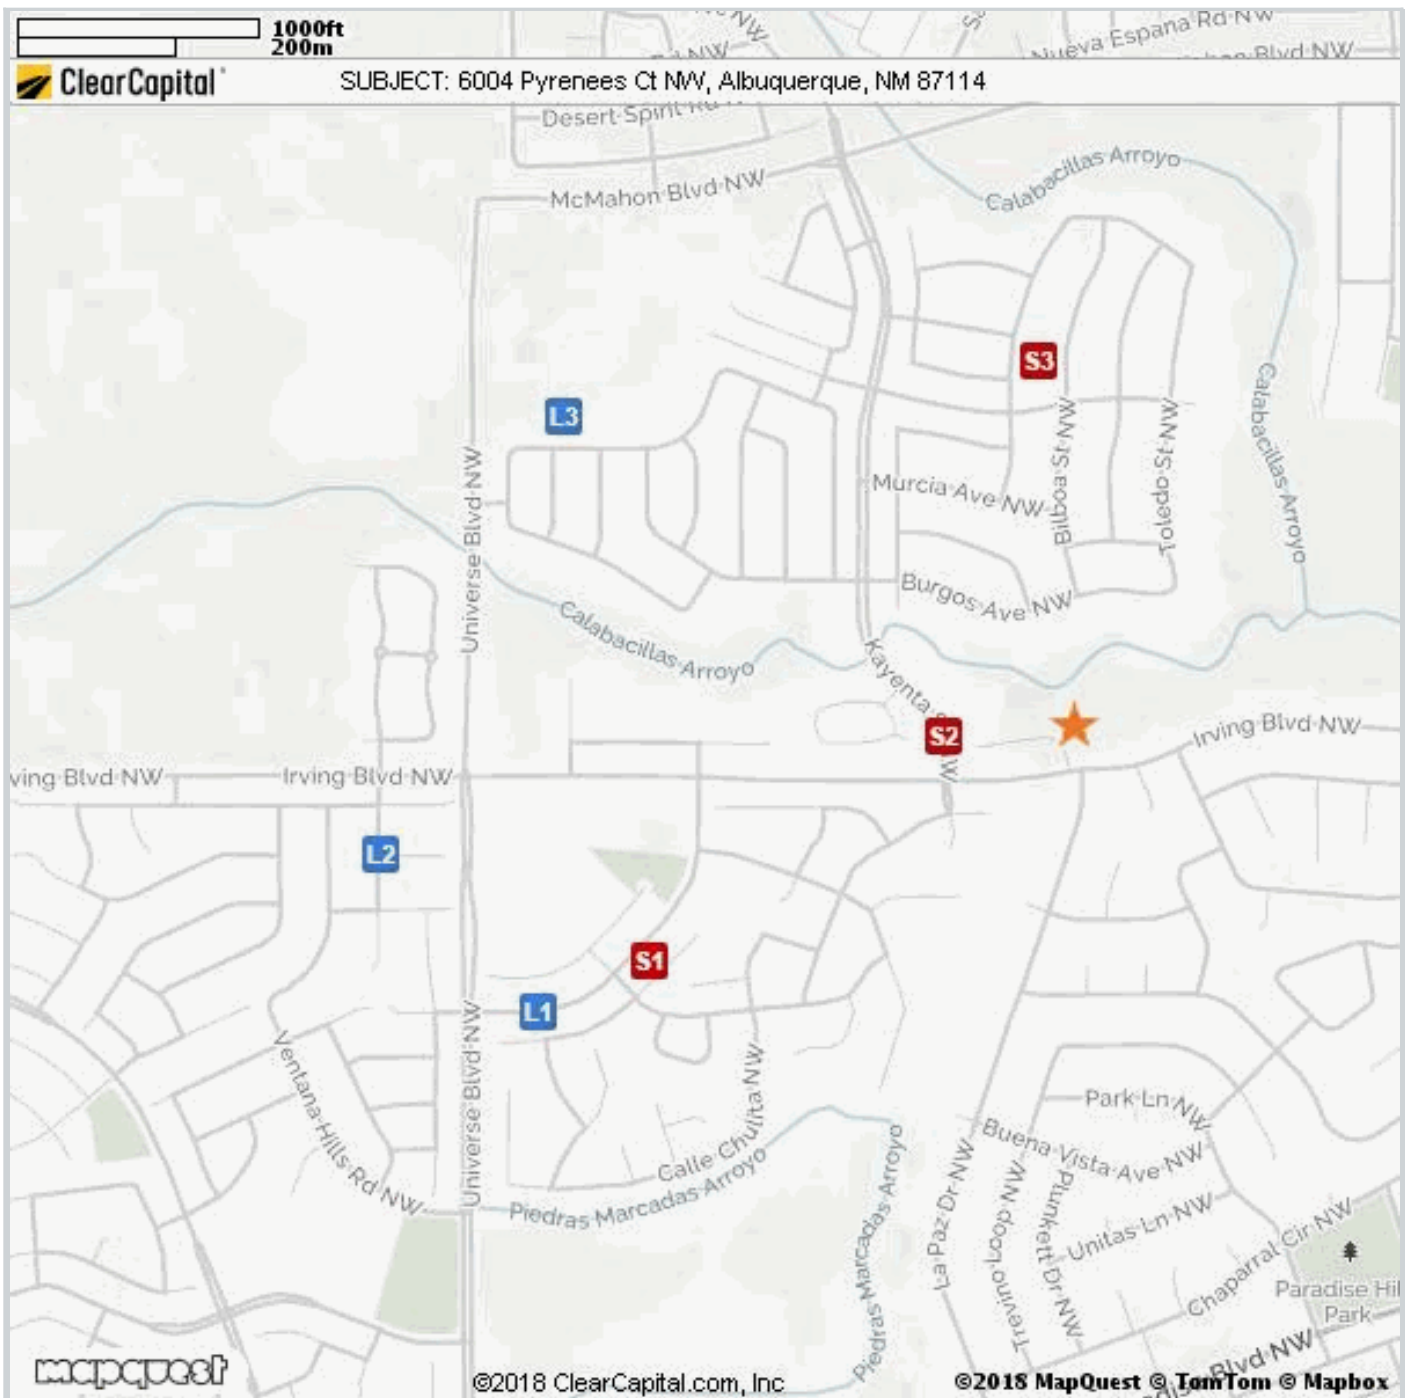 1000ft
200m
Nueva Espana Rd NW
ClearCapital
SUBJECT: 6004 Pyrenees Ct NW, Albuquerque, NM 87114
McMahon Blvd NW
Calabacillas Arroyo
S3
L3
Calabacillas Arroyo
Universe Blvd NW
Bilboa St NW
Toledo St NW
Murcia Ave NW
Burgos Ave NW
Calabacillas Arroyo
S2
Irving Blvd NW
ving Blvd NW
Irving Blvd NW
L2
S1
L1
Ventana Hills Rd NW
Universe Blvd NW
Calle Chulita NW
Piedras Marcadas Arroyo
Piedras Marcadas Arroyo
Park Ln NW
Buena Vista Ave NW
La Paz Dr NW
Trevino Loop NW
Plunkett Dr NW
Unitas Ln NW
Chaparral Cir NW
Paradise Hil
Park
mapquest
©2018 ClearCapital.com, Inc
©2018 MapQuest © TomTom © Mapbox